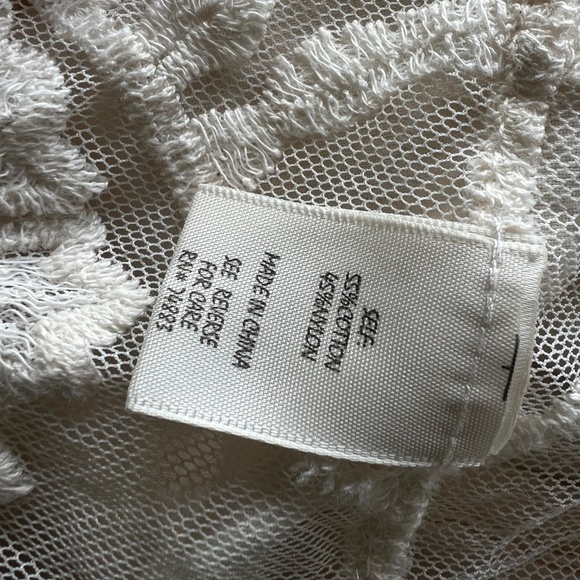 SELF:
55%COTTON
45%NYLON
MADE IN CHINA
SEE REVERSE
FOR CARE
RN# 74883